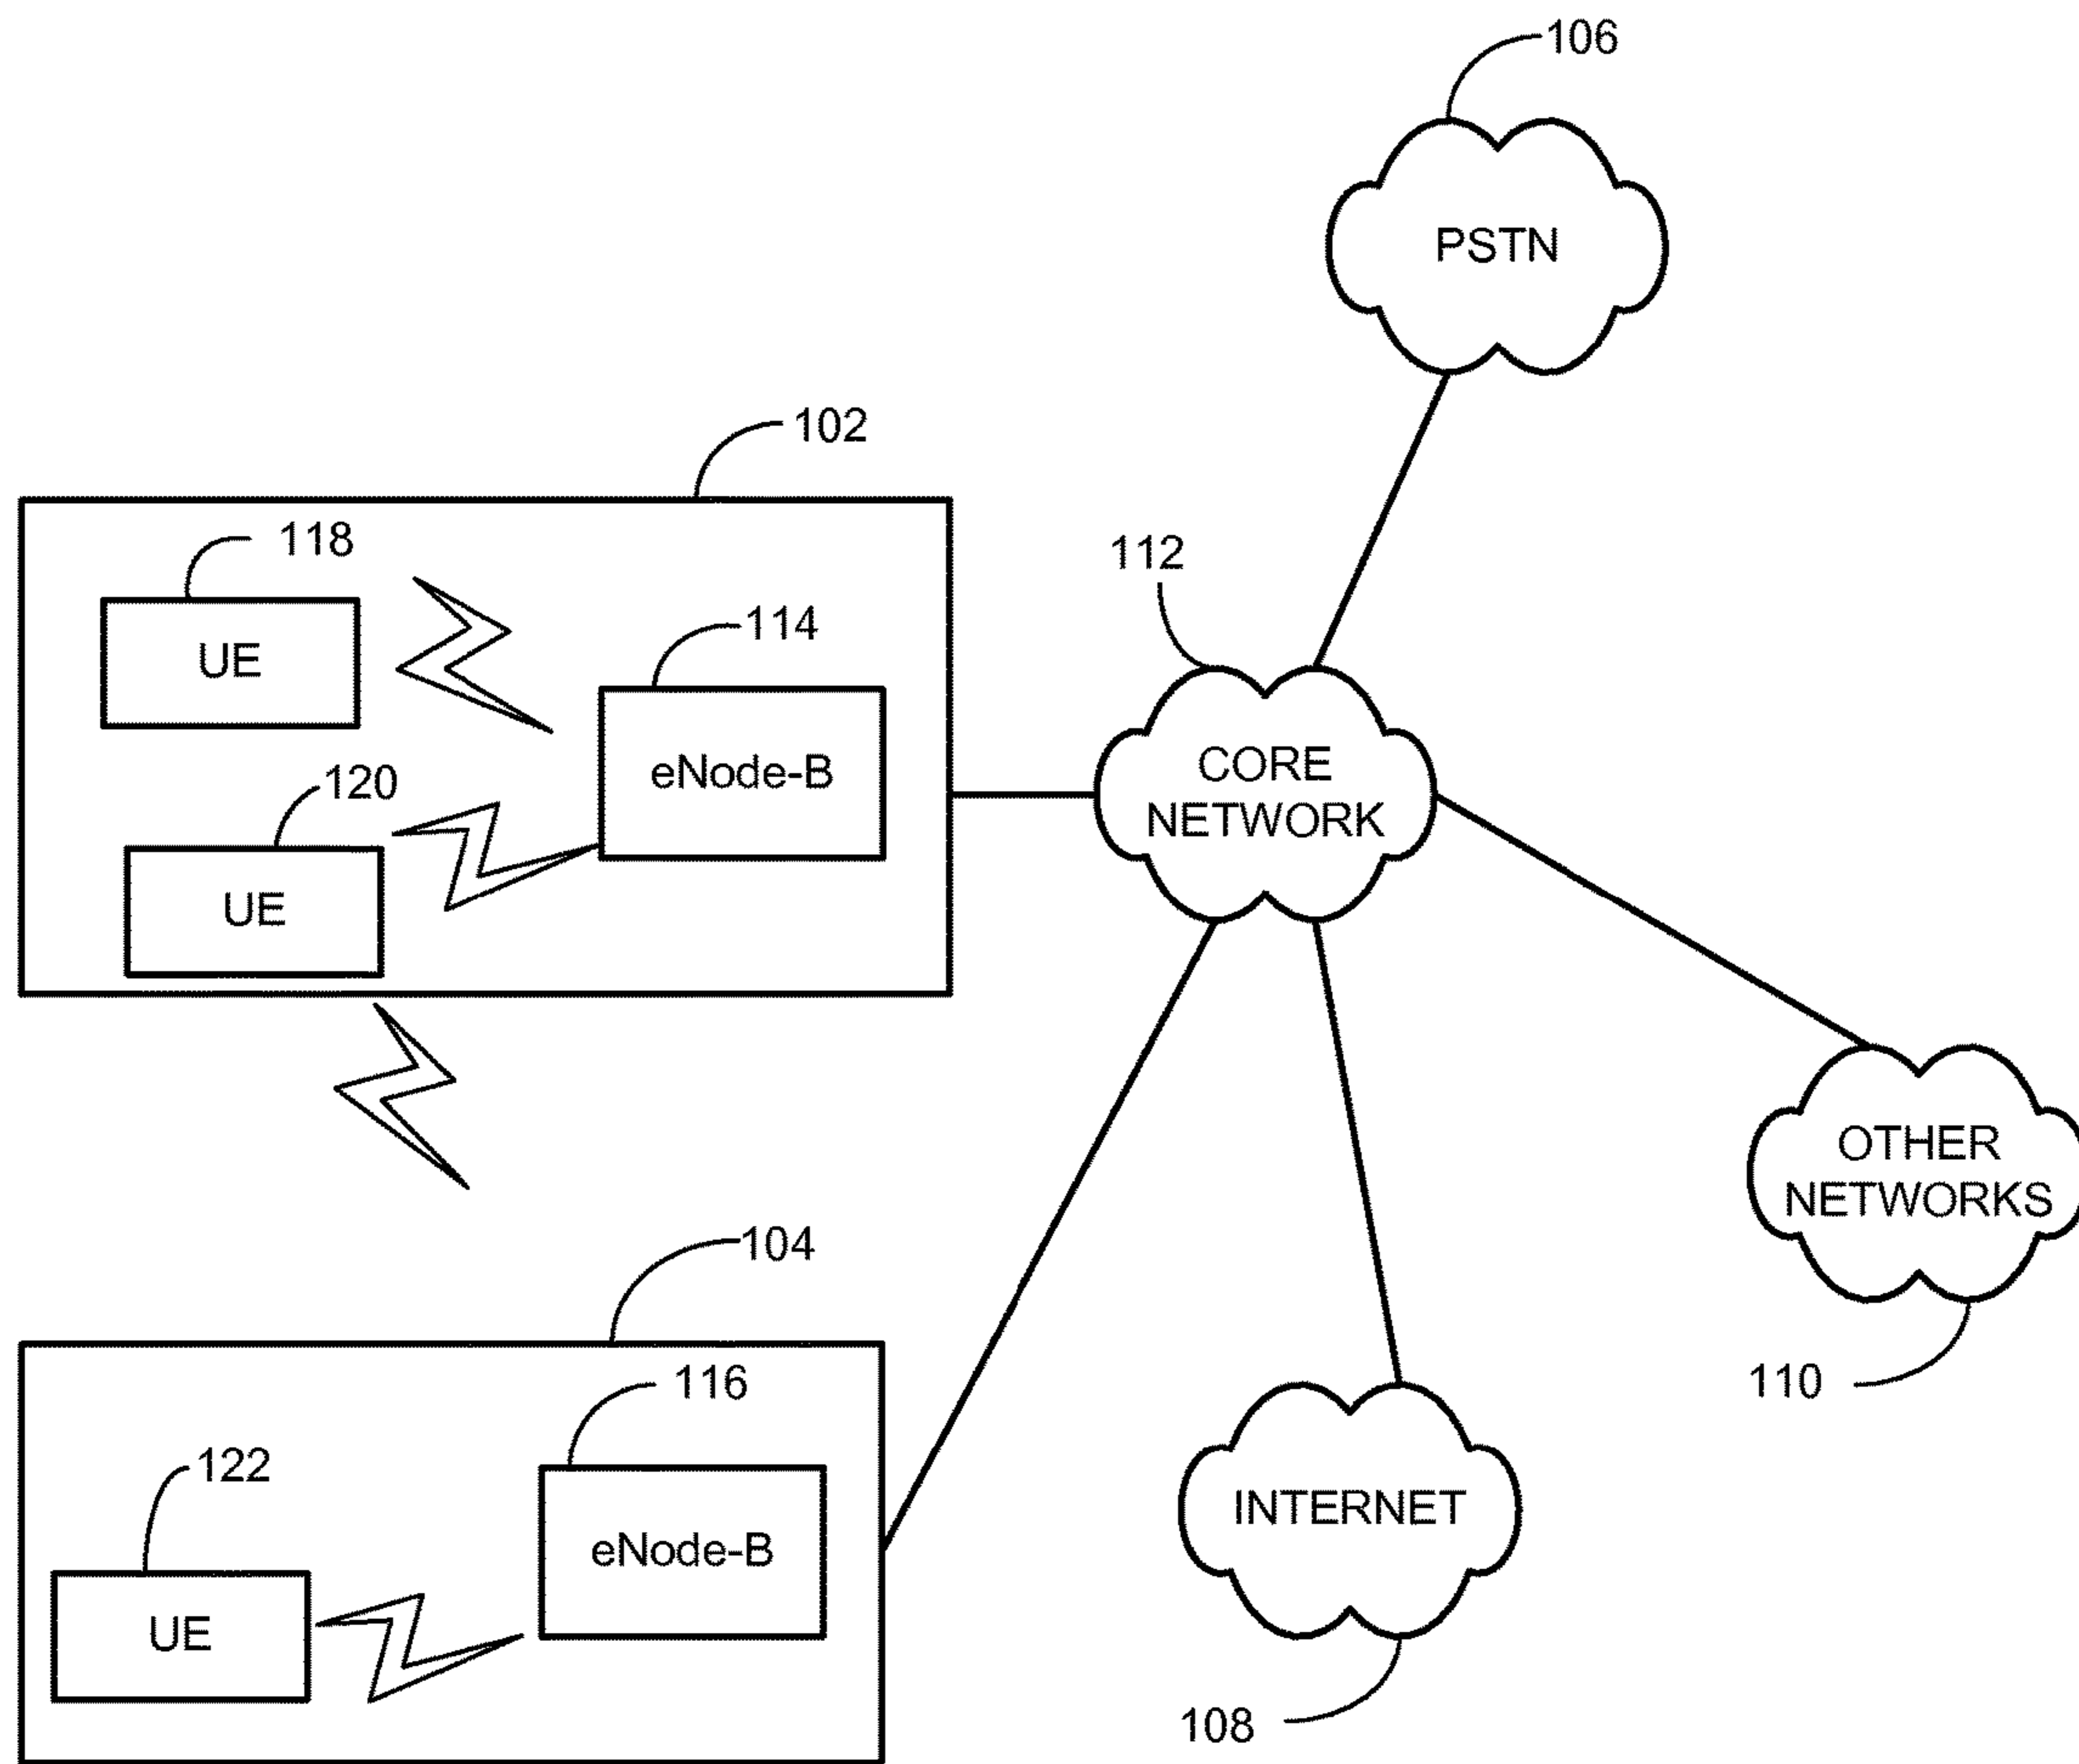 106
PSTN
102
118
UE
114
eNode-B
120
UE
112
CORE
NETWORK
OTHER
NETWORKS
110
104
116
eNode-B
122
UE
INTERNET
108